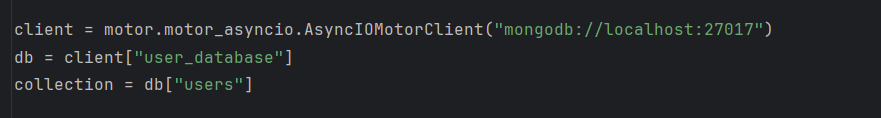 client = motor.motor_asyncio.AsyncIOMotorClient("mongodb://localhost:27017")
db = client["user_database"]
collection = db["users"]